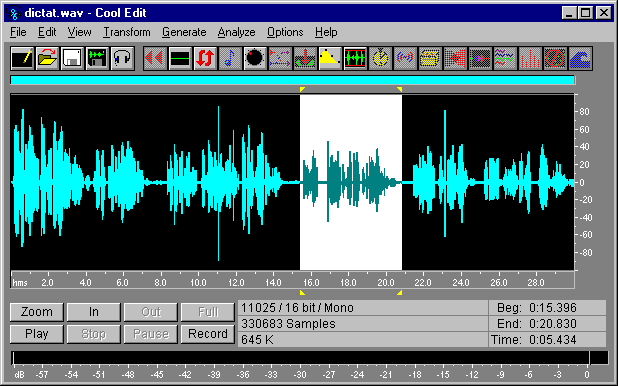 dictat.wav - Cool Edit
File Edit View Transform Generate Analyze Options Help
80
60
40
20
0
-20
-40
-60
-80
hms 2.0 4.0 6.0 8.0 10.0 12.0 14.0 16.0 18.0 20.0 22.0 24.0 26.0 28.0
Zoom In Out Full
Play Stop Pause Record
11025 / 16 bit / Mono Beg: 0:15.396
330683 Samples End: 0:20.830
645 K Time: 0:05.434
dB -57 -54 -51 -48 -45 -42 -39 -36 -33 -30 -27 -24 -21 -18 -15 -12 -9 -6 -3 0